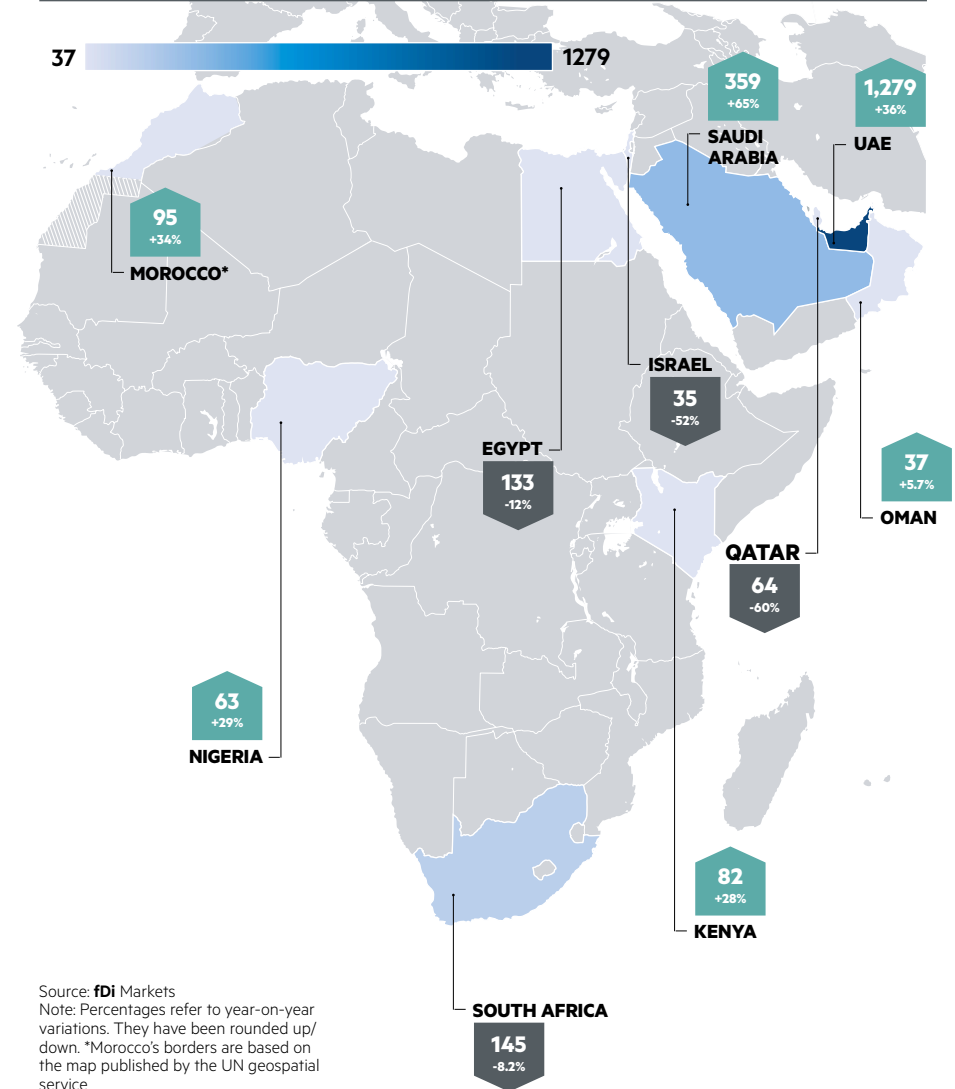 37
1279
359
+65%
SAUDI
ARABIA
1,279
+36%
UAE
95
+34%
MOROCCO*
ISRAEL
35
-52%
EGYPT
133
-12%
37
+5.7%
OMAN
QATAR
64
-60%
63
+29%
NIGERIA
82
+28%
KENYA
SOUTH AFRICA
145
-8.2%
Source: fDi Markets
Note: Percentages refer to year-on-year
variations. They have been rounded up/
down. *Morocco's borders are based on
the map published by the UN geospatial
service